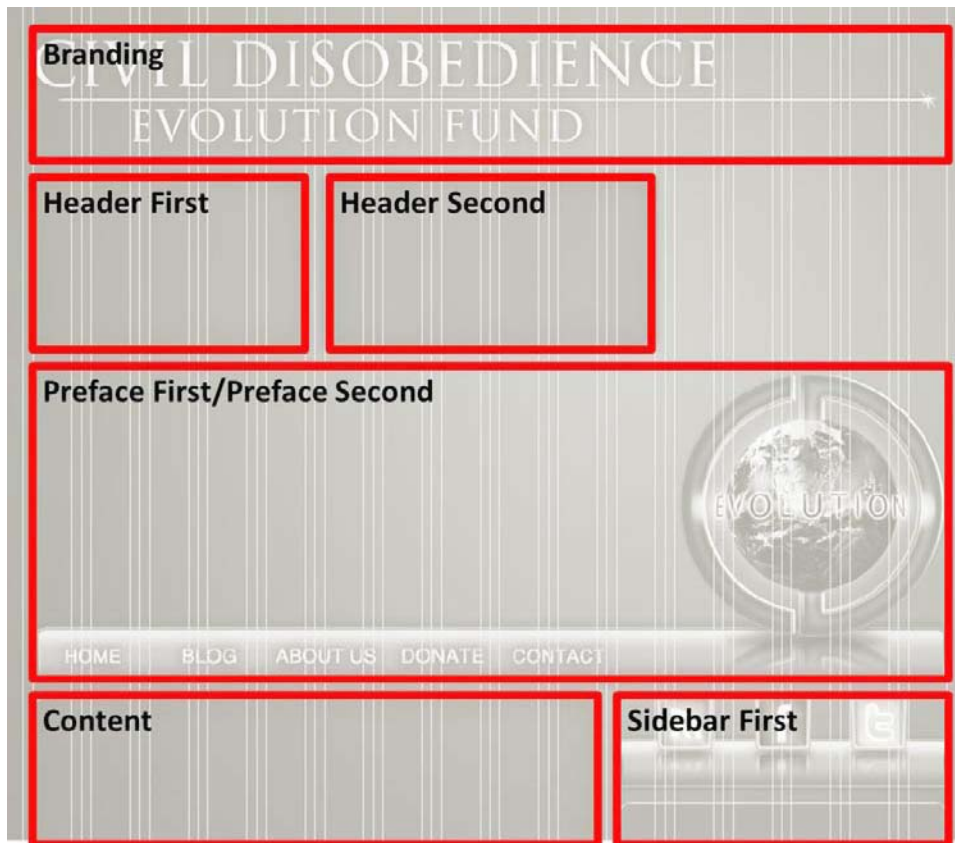 Branding
CIVIL DISOBEDIENCE
EVOLUTION FUND
Header First
Header Second
Preface First/Preface Second
EVOLUTION
HOME BLOG ABOUT US DONATE CONTACT
Content
Sidebar First